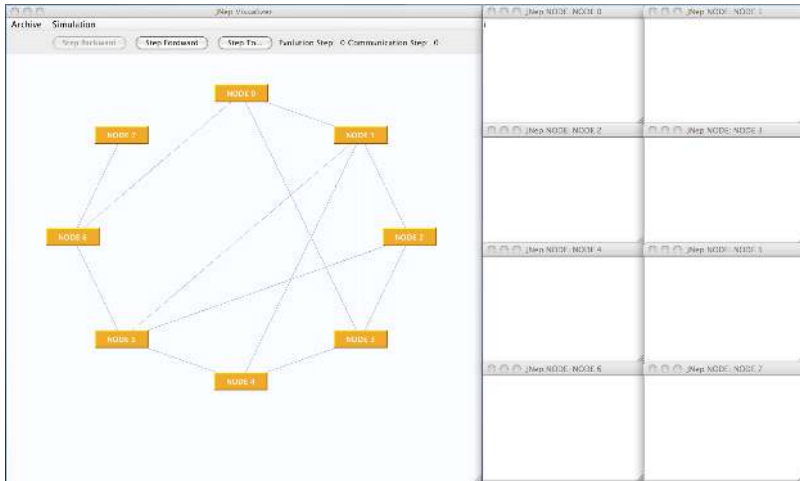 JNep Visualizer
Archive Simulation
Step Backward Step Fordward Step To... Evolution Step: 0 Communication Step: 0
NODE 0
NODE 7
NODE 1
NODE 6
NODE 2
NODE 5
NODE 3
NODE 4
JNep NODE: NODE 0
JNep NODE: NODE 1
i
JNep NODE: NODE 2
JNep NODE: NODE 3
JNep NODE: NODE 4
JNep NODE: NODE 5
JNep NODE: NODE 6
JNep NODE: NODE 7